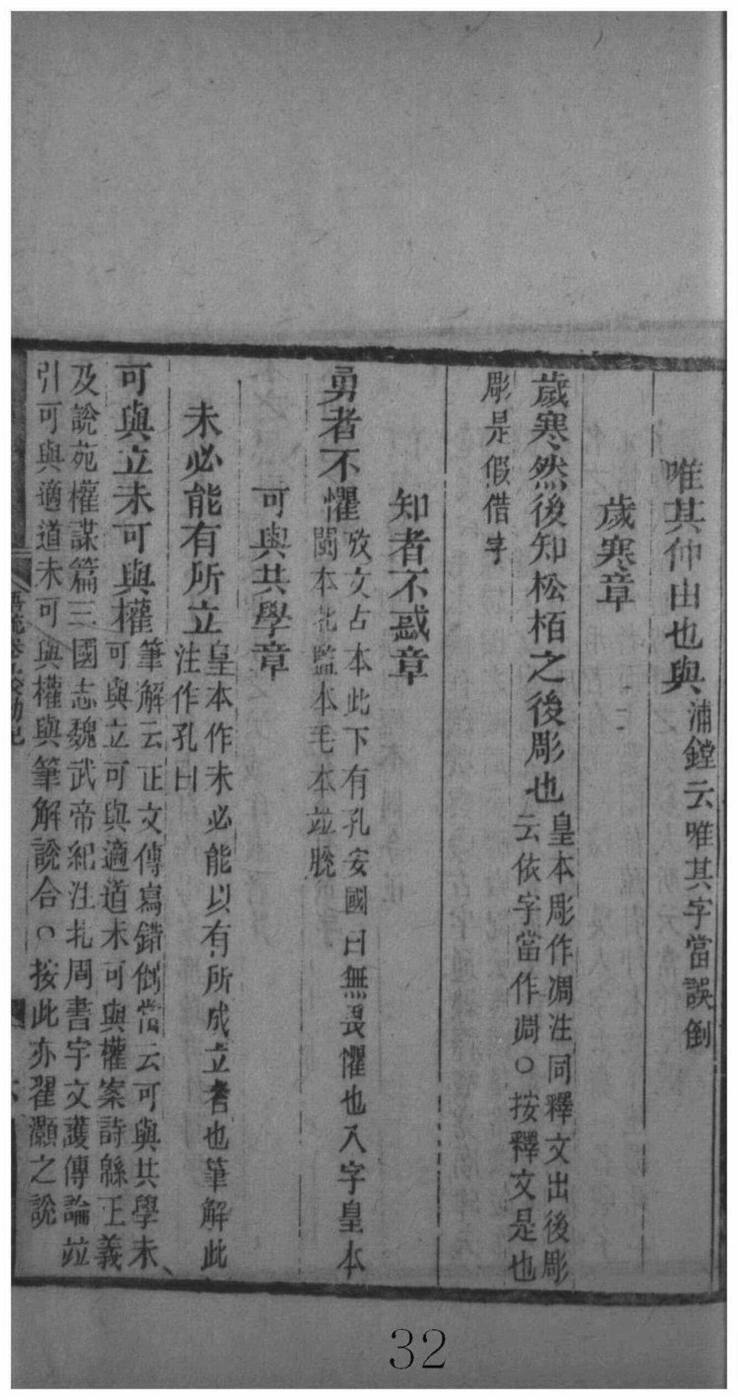 唯其仲由也與浦鏜云唯其字當誤倒
歲寒章
歲寒然後知松栢之後彫也皇本彫作凋注同釋文出後彫
云依字當作凋○按釋文是也
彫是假借字
知者不惑章
勇者不懼攷文古本此下有孔安國曰無畏懼也八字皇本
閩本北監本毛本竝脫
可與共學章
未必能有所立皇本作未必能以有所成立者也筆解此
注作孔曰
可與立未可與權筆解云正文傳寫錯倒當云可與共學未
可與立可與適道未可與權案詩緜正義
及說苑權謀篇三國志魏武帝紀注北周書宇文護傳論竝
引可與適道未可與權與筆解說合○按此亦翟灝之說
32